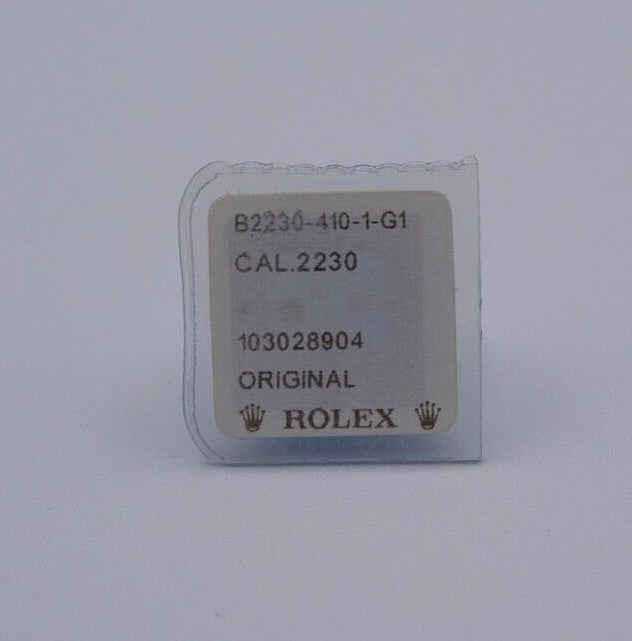 B2230-410-1-G1
CAL.2230
103028904
ORIGINAL
ROLEX